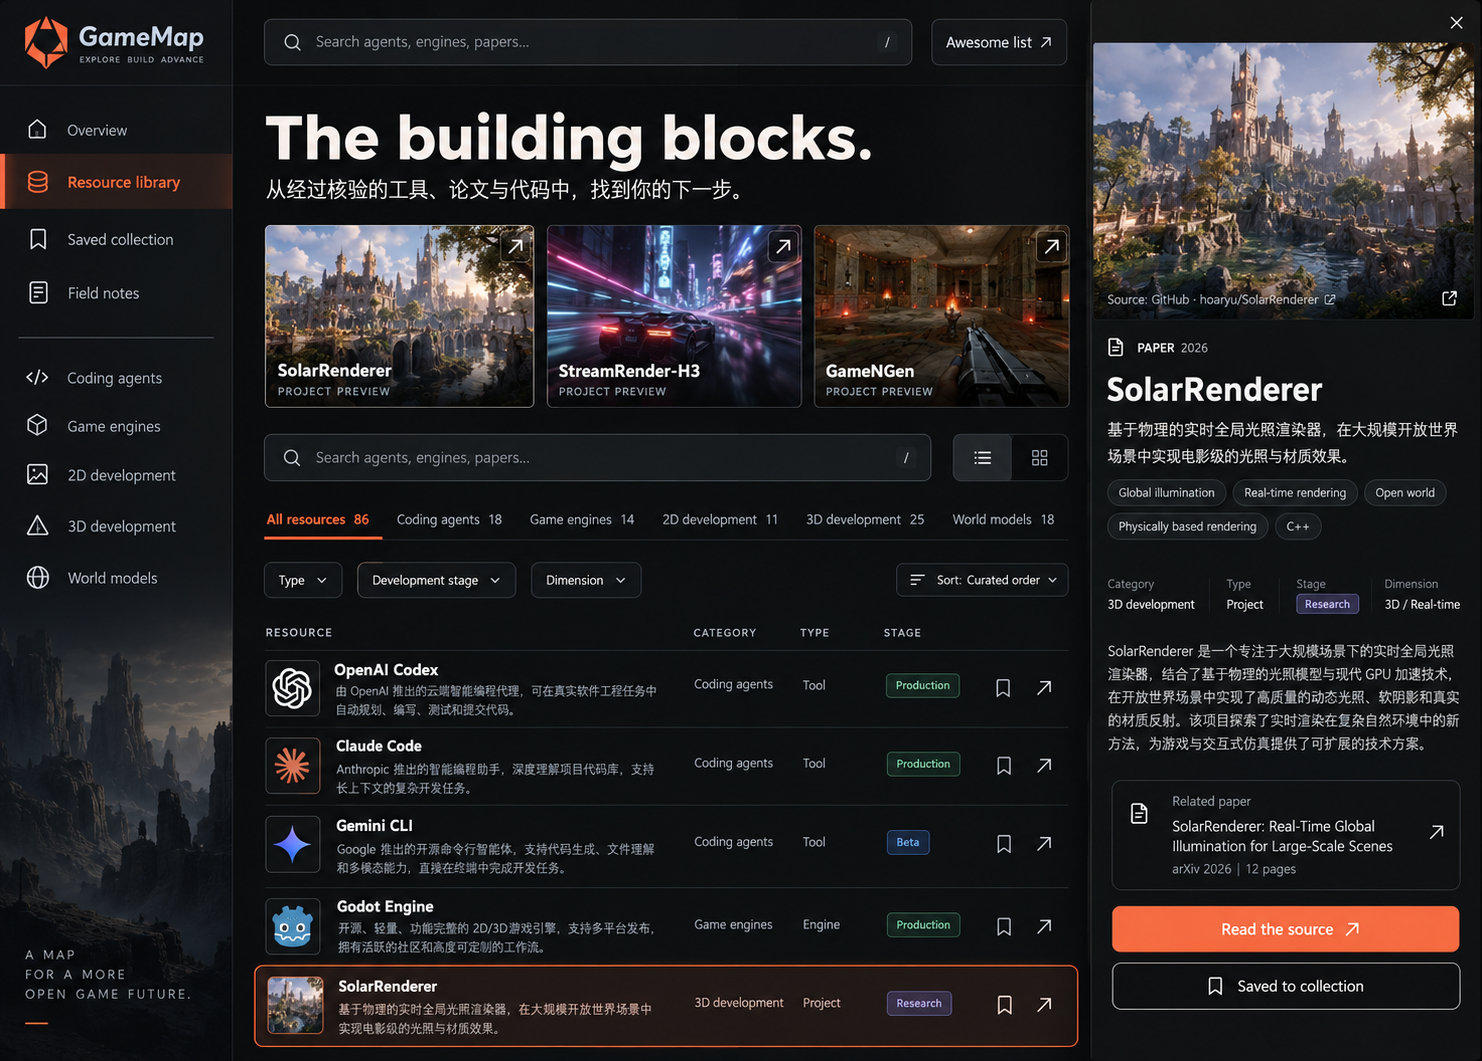 GameMap
EXPLORE BUILD ADVANCE
Overview
Resource library
Saved collection
Field notes
Coding agents
Game engines
2D development
3D development
World models
A MAP
FOR A MORE
OPEN GAME FUTURE.
Search agents, engines, papers...
/
Awesome list
The building blocks.
从经过核验的工具、论文与代码中，找到你的下一步。
SolarRenderer
PROJECT PREVIEW
StreamRender-H3
PROJECT PREVIEW
GameNGen
PROJECT PREVIEW
Search agents, engines, papers...
/
All resources 86
Coding agents 18
Game engines 14
2D development 11
3D development 25
World models 18
Type
Development stage
Dimension
Sort: Curated order
RESOURCE
CATEGORY
TYPE
STAGE
OpenAI Codex
由 OpenAI 推出的云端智能编程代理，可在真实软件工程任务中
自动规划、编写、测试和提交代码。
Coding agents
Tool
Production
Claude Code
Anthropic 推出的智能编程助手，深度理解项目代码库，支持
长上下文的复杂开发任务。
Coding agents
Tool
Production
Gemini CLI
Google 推出的开源命令行智能体，支持代码生成、文件理解
和多模态能力，直接在终端中完成开发任务。
Coding agents
Tool
Beta
Godot Engine
开源、轻量、功能完整的 2D/3D游戏引擎，支持多平台发布，
拥有活跃的社区和高度可定制的工作流。
Game engines
Engine
Production
SolarRenderer
基于物理的实时全局光照渲染器，在大规模开放世界场景中
实现电影级的光照与材质效果。
3D development
Project
Research
Source: GitHub · hoaryu/SolarRenderer
PAPER 2026
SolarRenderer
基于物理的实时全局光照渲染器，在大规模开放世界
场景中实现电影级的光照与材质效果。
Global illumination
Real-time rendering
Open world
Physically based rendering
C++
Category
3D development
Type
Project
Stage
Research
Dimension
3D / Real-time
SolarRenderer 是一个专注于大规模场景下的实时全局光照
渲染器，结合了基于物理的光照模型与现代 GPU 加速技术，
在开放世界场景中实现了高质量的动态光照、软阴影和真实
的材质反射。该项目探索了实时渲染在复杂自然环境中的新
方法，为游戏与交互式仿真提供了可扩展的技术方案。
Related paper
SolarRenderer: Real-Time Global
Illumination for Large-Scale Scenes
arXiv 2026 | 12 pages
Read the source
Saved to collection